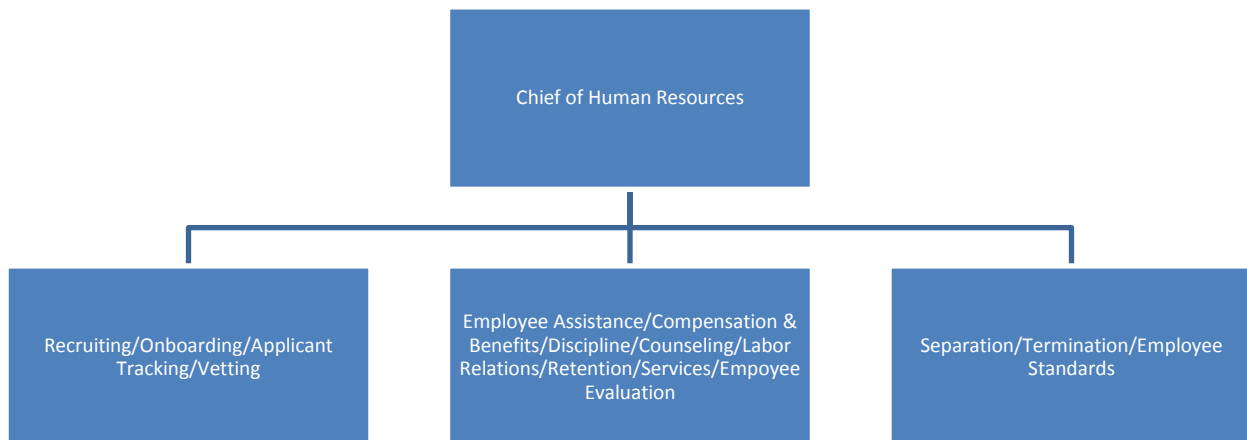 Chief of Human Resources
Recruiting/Onboarding/Applicant
Tracking/Vetting
Employee Assistance/Compensation &
Benefits/Discipline/Counseling/Labor
Relations/Retention/Services/Empoyee
Evaluation
Separation/Termination/Employee
Standards